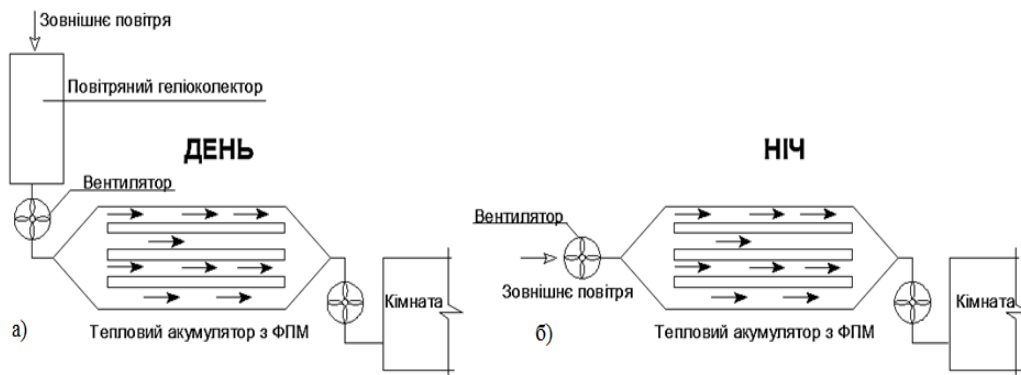 Зовнішнє повітря
Повітряний геліоколектор
ДЕНЬ
Вентилятор
Кімната
а)
Тепловий акумулятор з ФПМ
НІЧ
Вентилятор
Зовнішнє повітря
Кімната
б)
Тепловий акумулятор з ФПМ